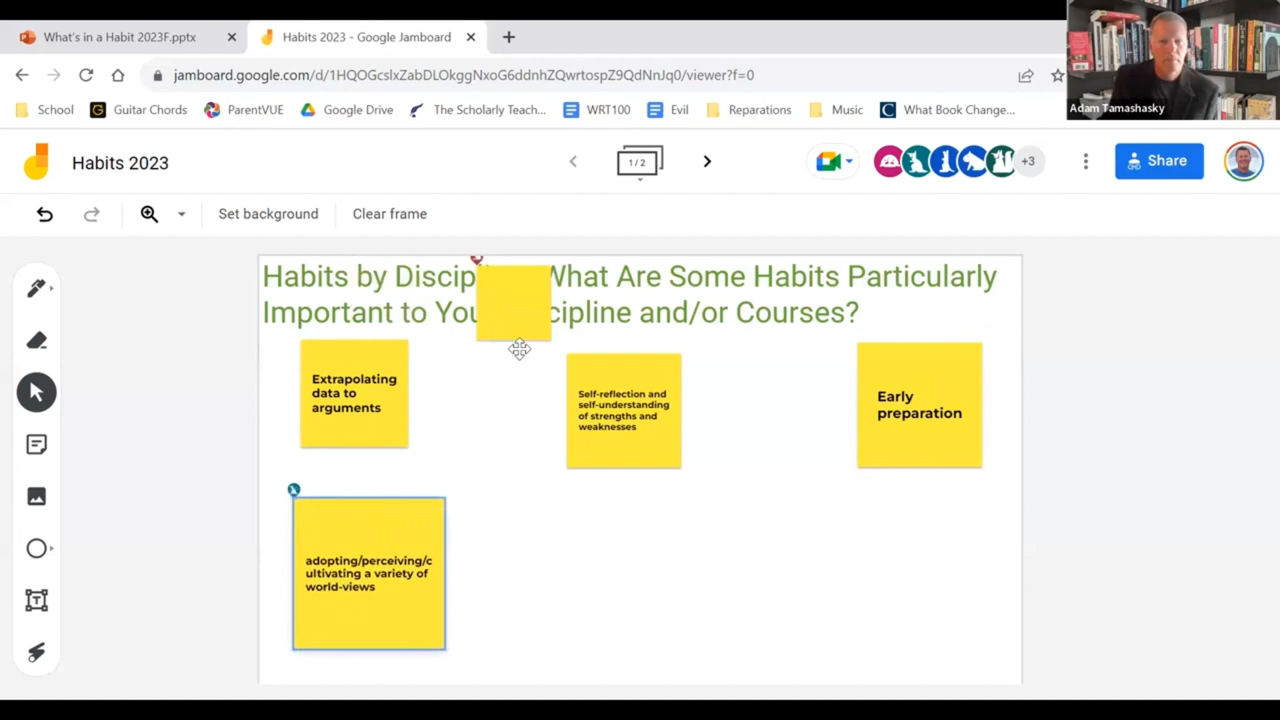 What's in a Habit 2023F.pptx
Habits 2023 - Google Jamboard
jamboard.google.com/d/1HQOGcslxZabDLOkggNxoG6ddnhZQwrtospZ9QdNnJq0/viewer?f=0
School
Guitar Chords
ParentVUE
Google Drive
The Scholarly Teach...
WRT100
Evil
Reparations
Music
What Book Change...
Adam Tamashasky
Habits 2023
1/2
+3
Share
Set background
Clear frame
Habits by Discip What Are Some Habits Particularly
Important to You cipline and/or Courses?
Extrapolating
data to
arguments
Self-reflection and
self-understanding
of strengths and
weaknesses
Early
preparation
adopting/perceiving/c
ultivating a variety of
world-views